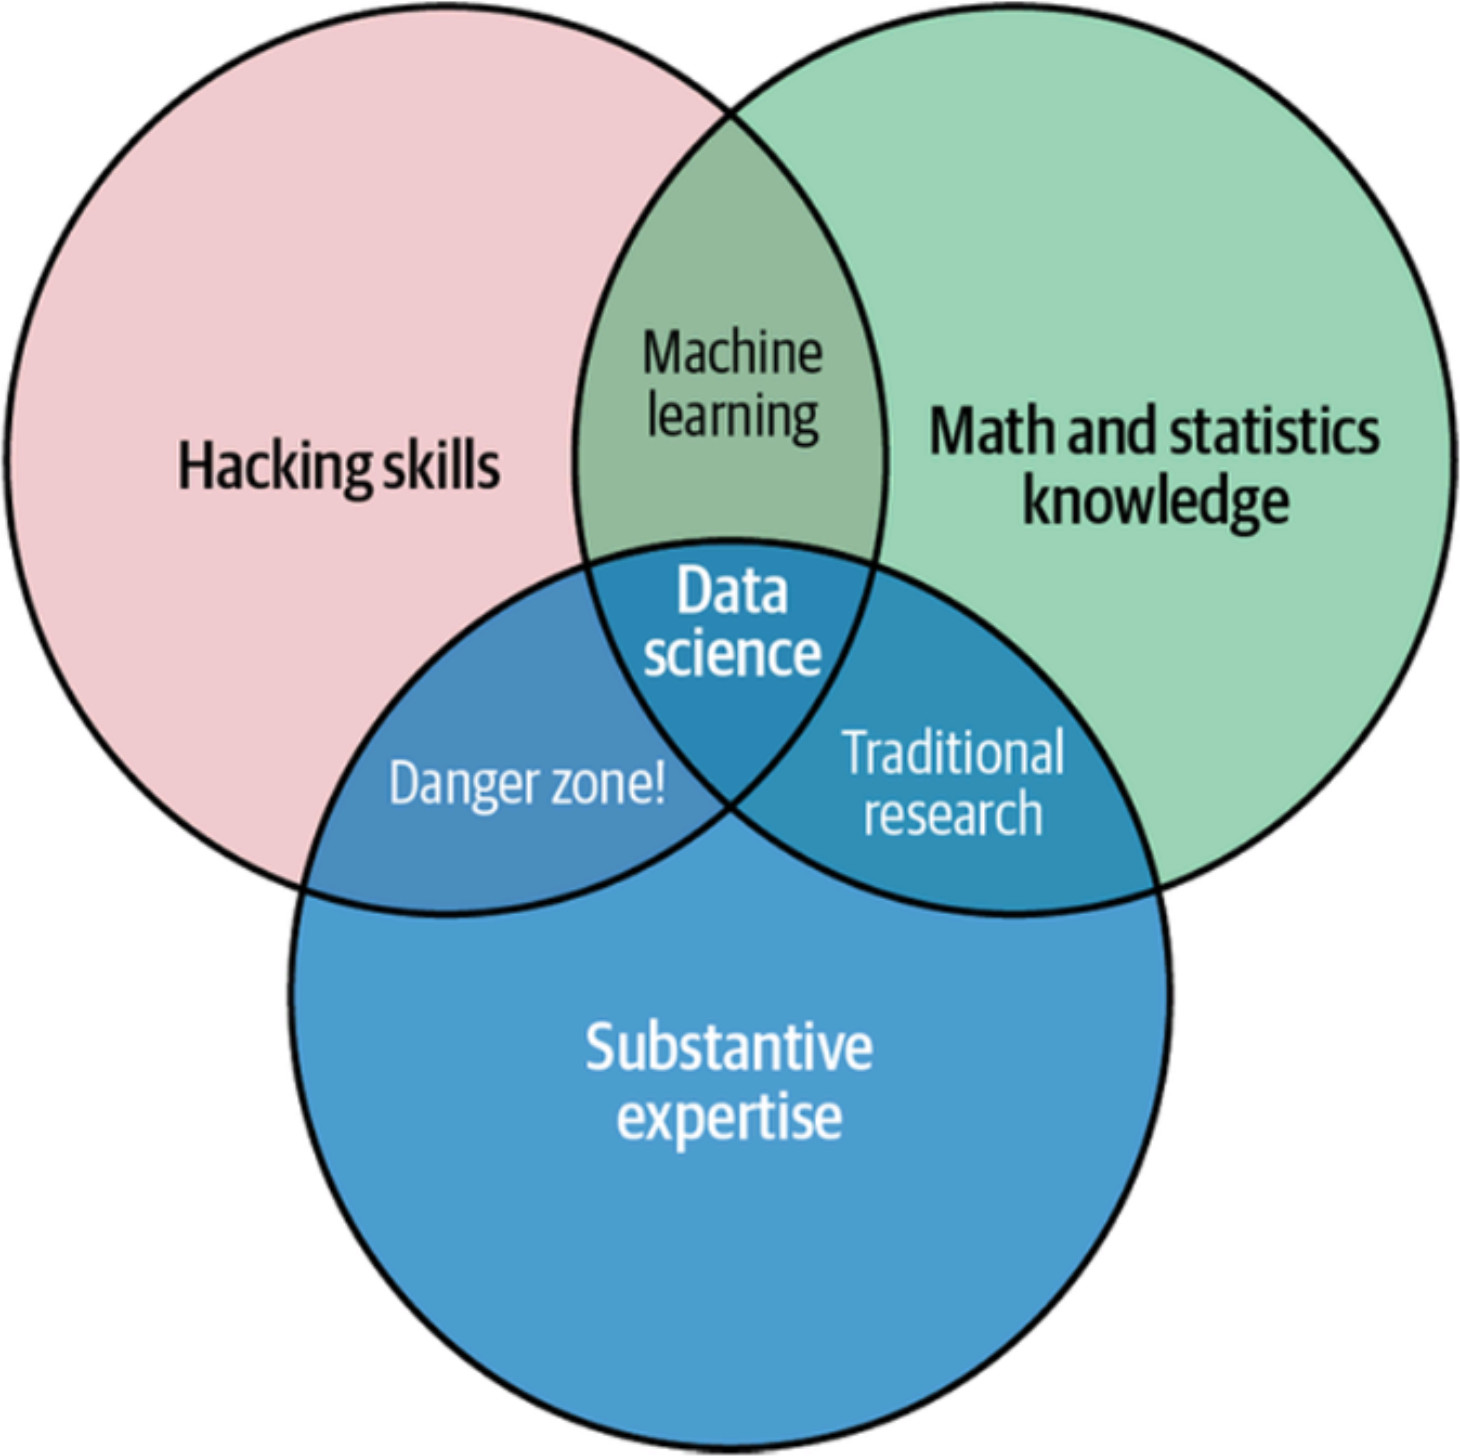 Machine
learning
Hacking skills
Math and statistics
knowledge
Data
science
Danger zone!
Traditional
research
Substantive
expertise